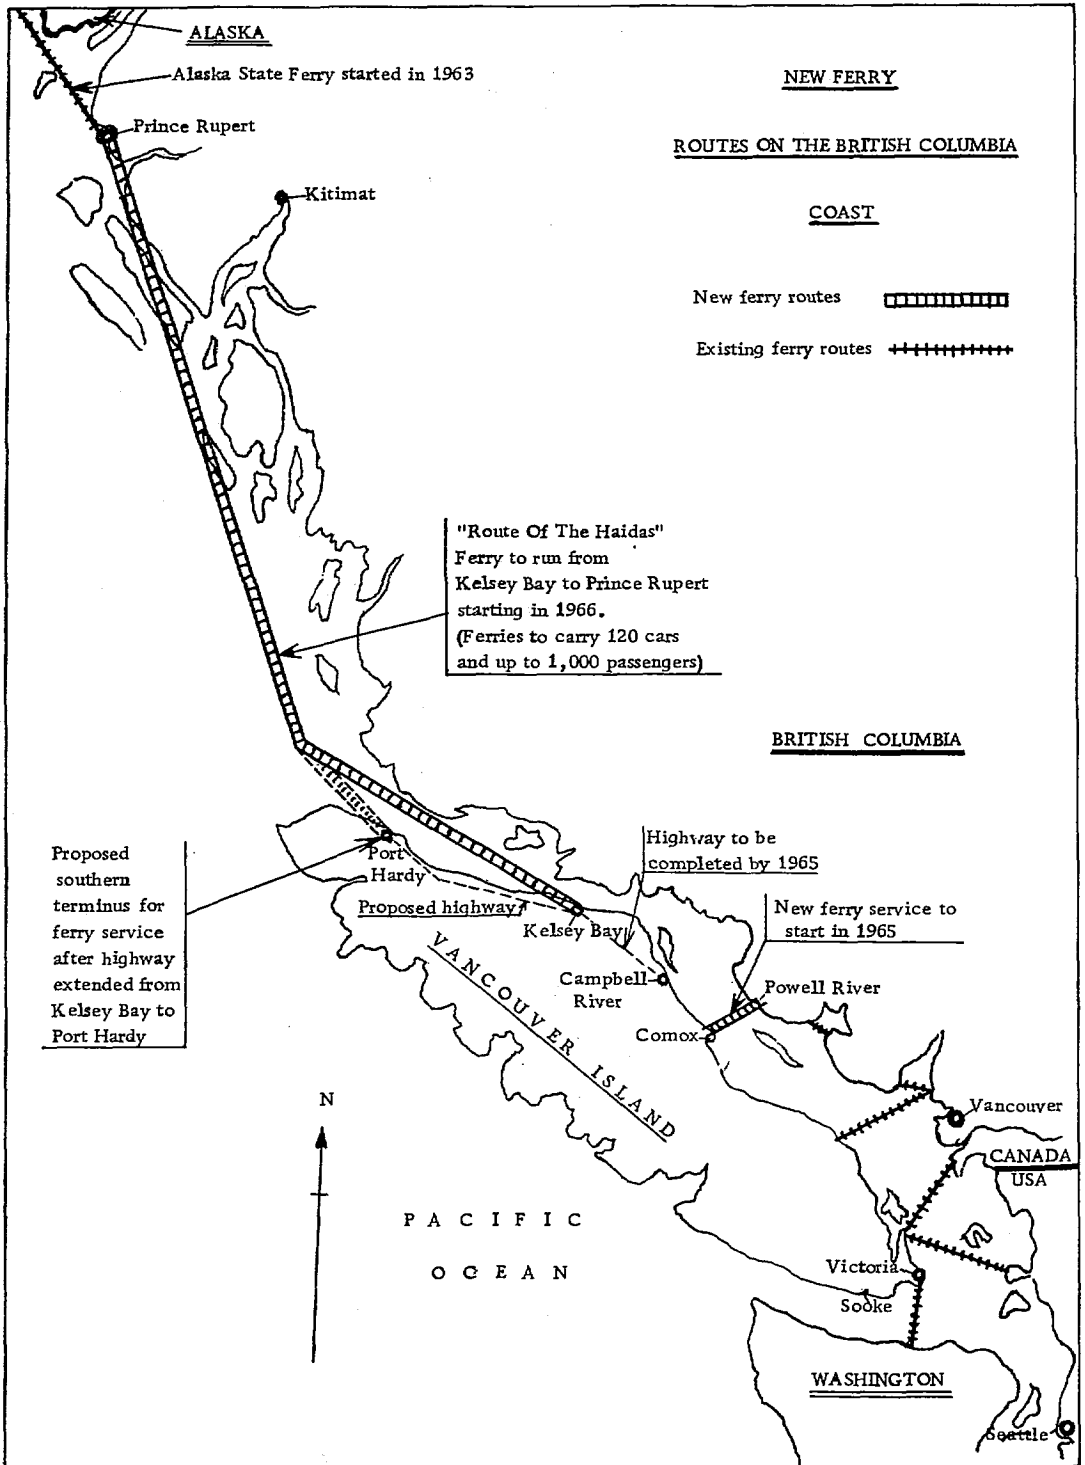 ALASKA
Alaska State Ferry started in 1963
Prince Rupert
Kitimat
NEW FERRY
ROUTES ON THE BRITISH COLUMBIA
COAST
New ferry routes
Existing ferry routes
"Route Of The Haidas"
Ferry to run from
Kelsey Bay to Prince Rupert
starting in 1966.
(Ferries to carry 120 cars
and up to 1,000 passengers)
BRITISH COLUMBIA
Proposed
southern
terminus for
ferry service
after highway
extended from
Kelsey Bay to
Port Hardy
Port
Hardy
Proposed highway
Kelsey Bay
Highway to be
completed by 1965
New ferry service to
start in 1965
Campbell
River
Powell River
Comox
VANCOUVER ISLAND
Vancouver
CANADA
USA
N
PACIFIC
OCEAN
Victoria
Sooke
WASHINGTON
Seattle